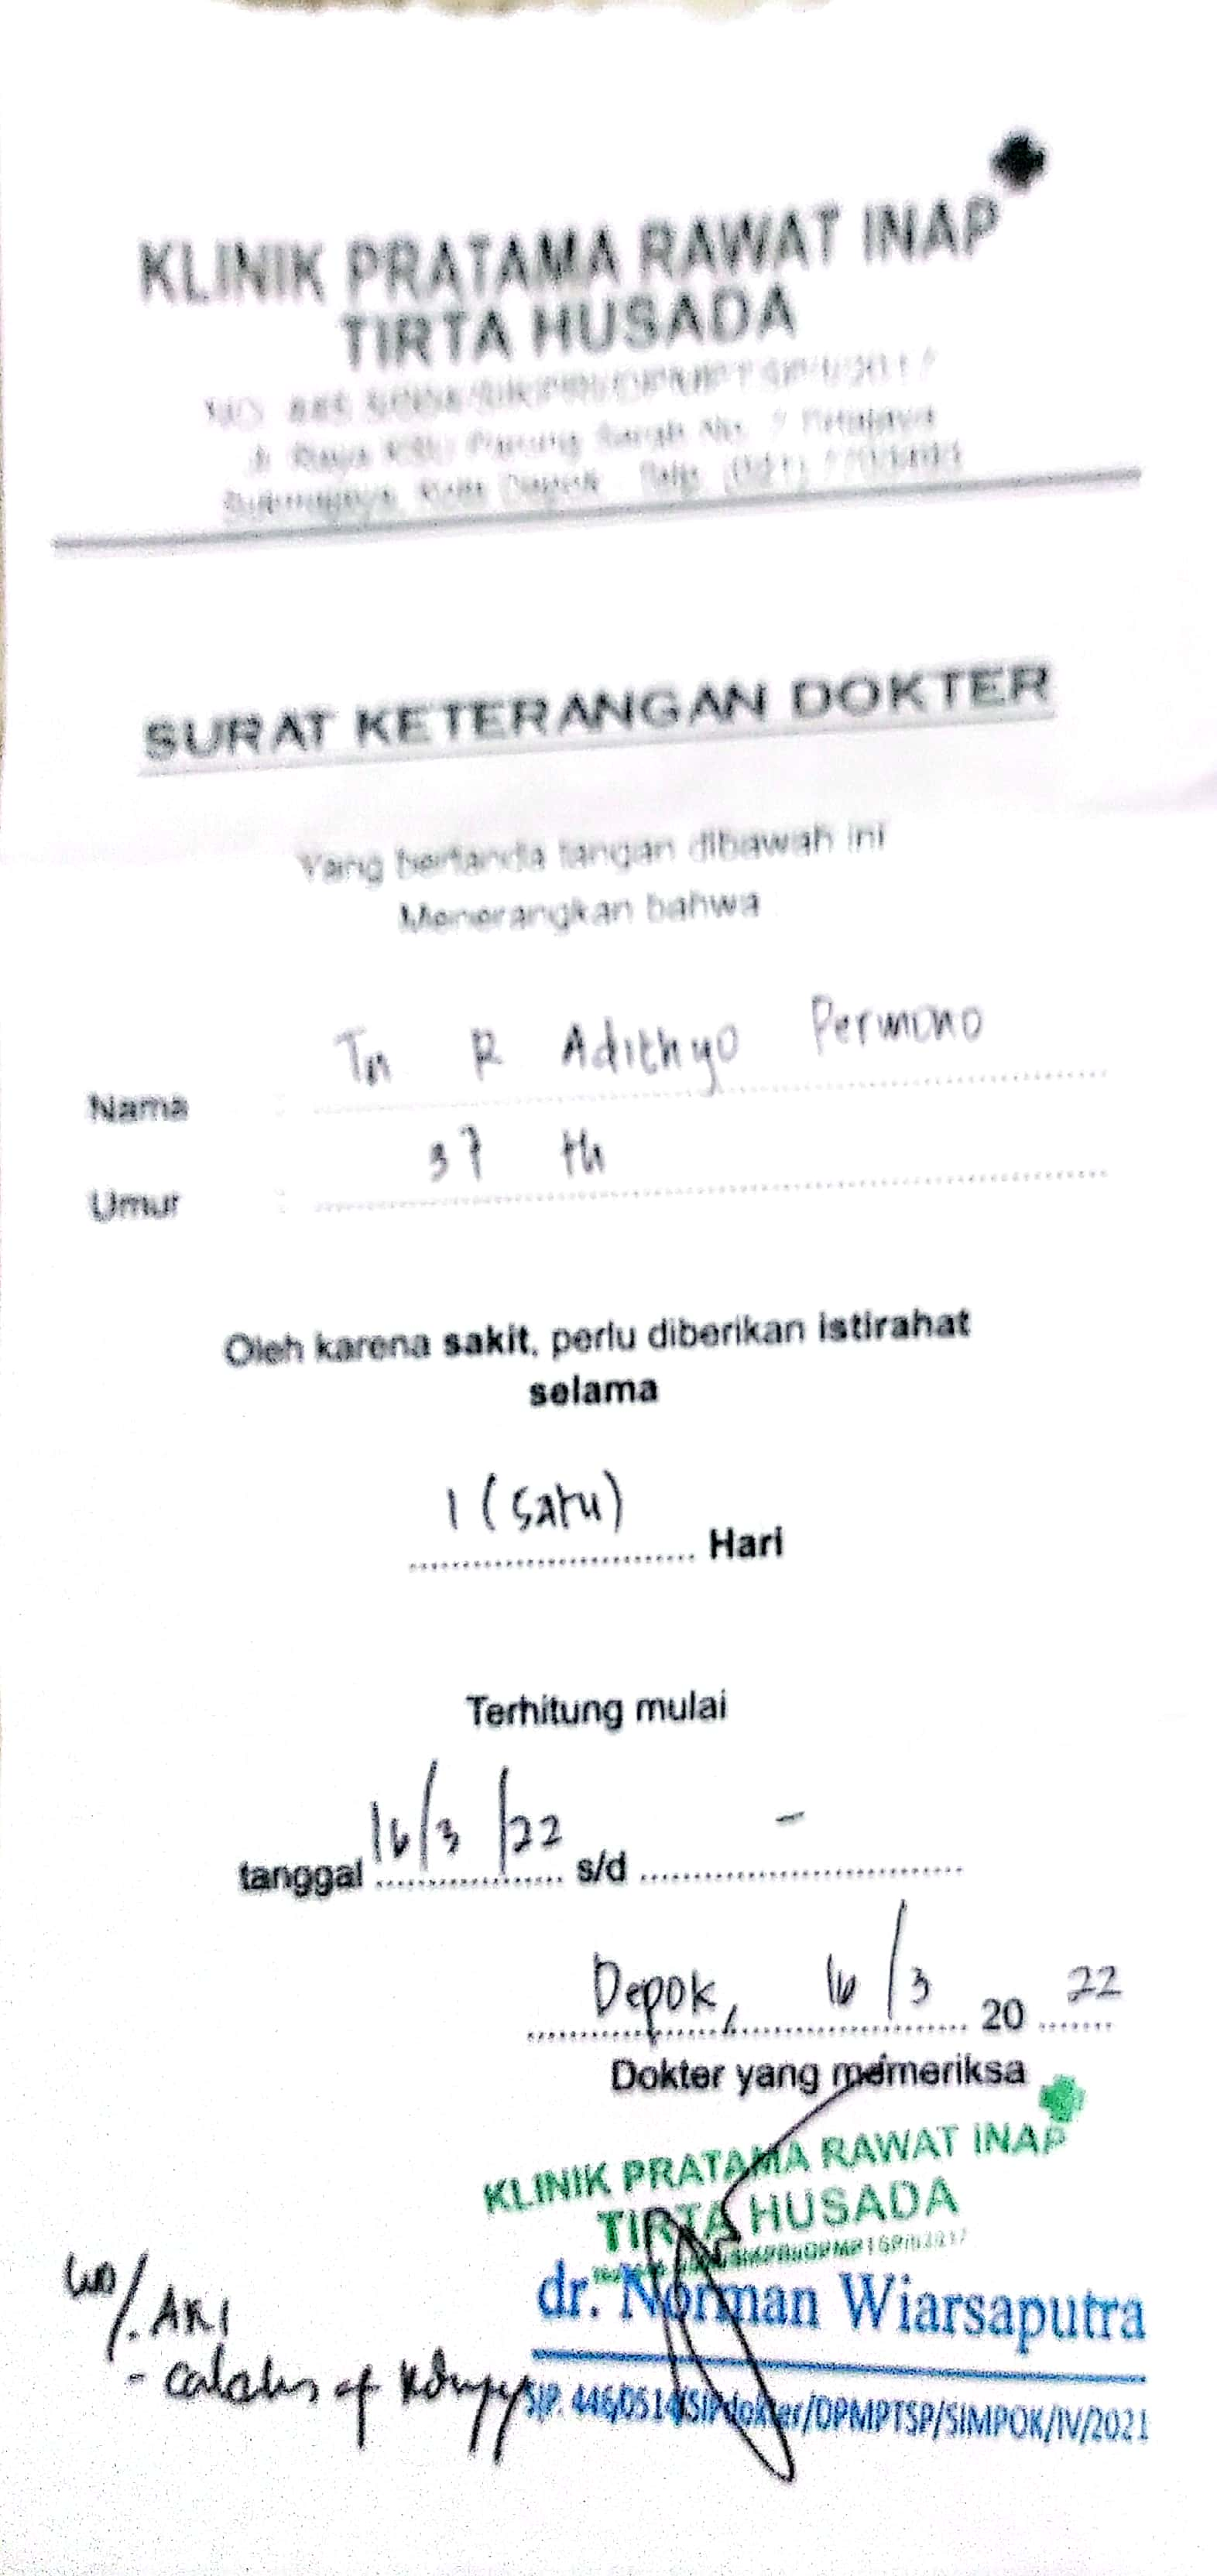 KLINIK PRATAMA RAWAT INAP
TIRTA HUSADA
SURAT KETERANGAN DOKTER
Yang bertanda tangan dibawah ini
Menerangkan bahwa
Nama : Tn R Adithyo Permono
Umur : 37 th
Oleh karena sakit, perlu diberikan istirahat
selama
1 (Satu) Hari
Terhitung mulai
tanggal 16/3/22 s/d -
Depok, 16/3 20 22
Dokter yang memeriksa
KLINIK PRATAMA RAWAT INAP
TIRTA HUSADA
dr. Norman Wiarsaputra
SIP. 446/0514/SIPdokter/DPMPTSP/SIMPOK/IV/2021
AKI
- of